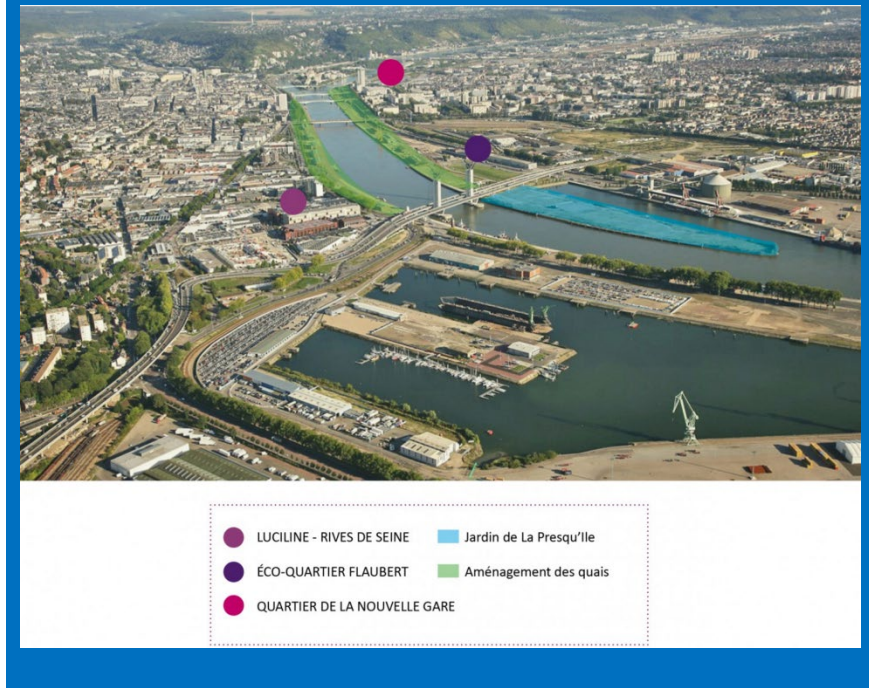 LUCILINE - RIVES DE SEINE
Jardin de La Presqu'Ile
ÉCO-QUARTIER FLAUBERT
Aménagement des quais
QUARTIER DE LA NOUVELLE GARE